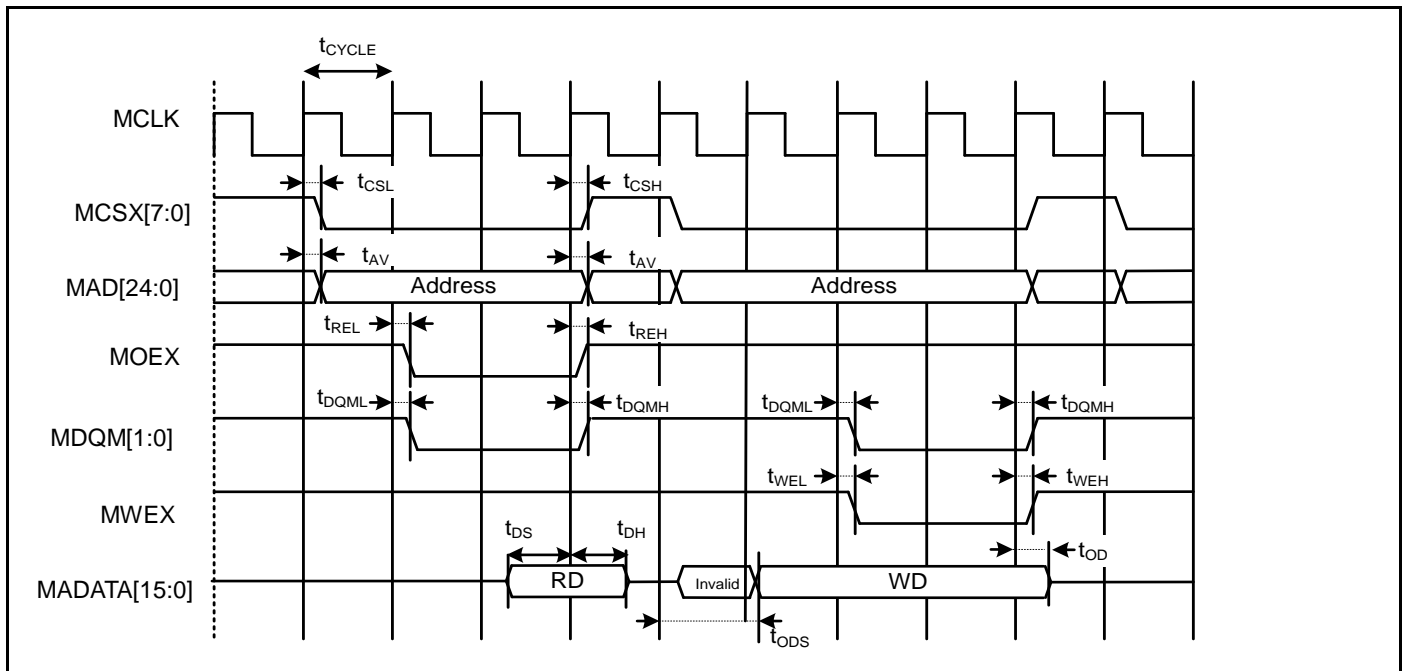 tCYCLE
MCLK
tCSL tCSH
MCSX[7:0]
tAV tAV
MAD[24:0] Address Address
tREL tREH
MOEX
tDQML tDQMH tDQML tDQMH
MDQM[1:0]
tWEL tWEH
MWEX
tDS tDH tOD
MADATA[15:0] RD Invalid WD
tODS